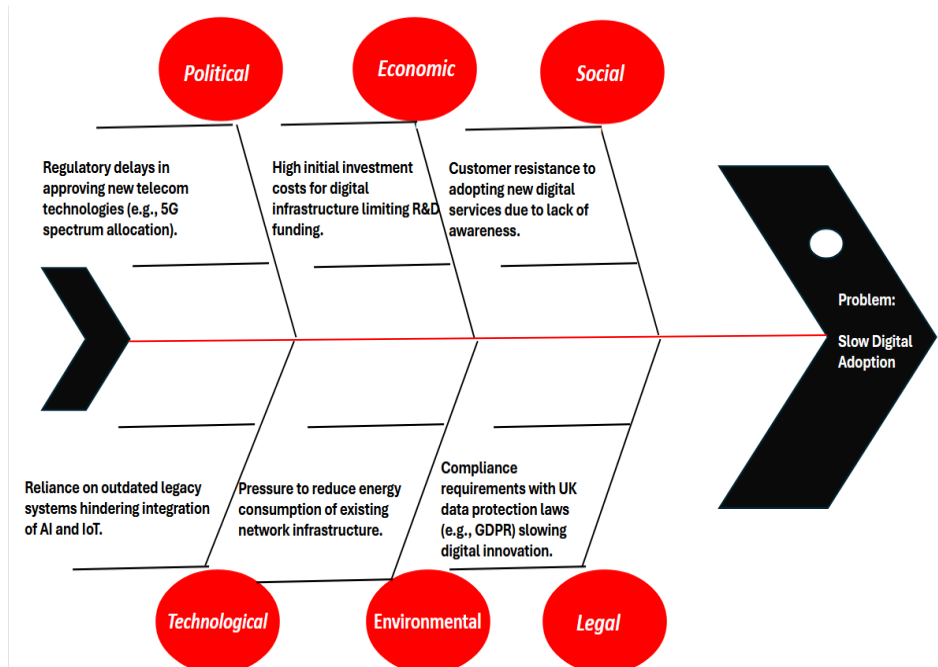 Political
Economic
Social
Regulatory delays in
approving new telecom
technologies (e.g., 5G
spectrum allocation).
High initial investment
costs for digital
infrastructure limiting R&D
funding.
Customer resistance to
adopting new digital
services due to lack of
awareness.
Problem:
Slow Digital
Adoption
Reliance on outdated legacy
systems hindering integration
of AI and IoT.
Pressure to reduce energy
consumption of existing
network infrastructure.
Compliance
requirements with UK
data protection laws
(e.g., GDPR) slowing
digital innovation.
Technological
Environmental
Legal